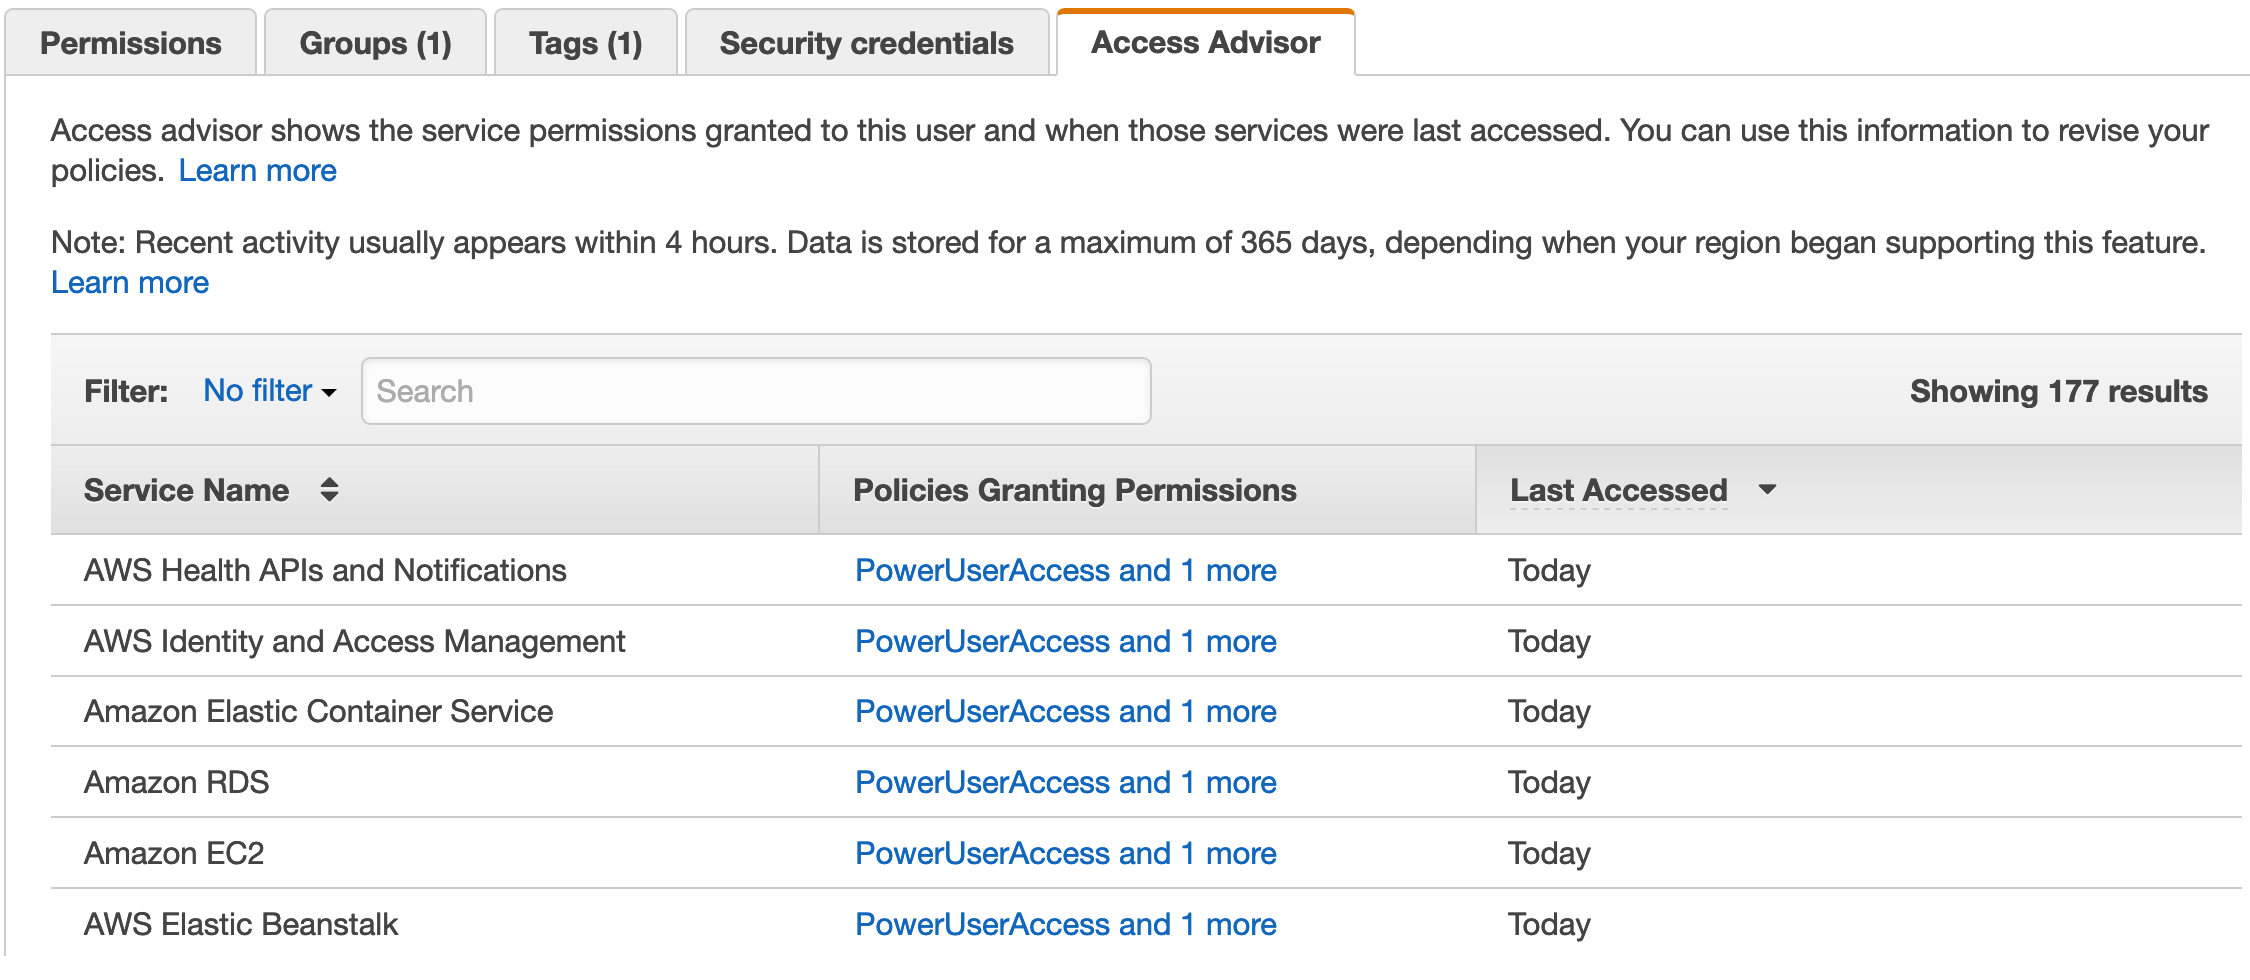 Permissions
Groups (1)
Tags (1)
Security credentials
Access Advisor
Access advisor shows the service permissions granted to this user and when those services were last accessed. You can use this information to revise your
policies. Learn more
Note: Recent activity usually appears within 4 hours. Data is stored for a maximum of 365 days, depending when your region began supporting this feature.
Learn more
Filter: No filter Search Showing 177 results
Service Name Policies Granting Permissions Last Accessed
AWS Health APIs and Notifications PowerUserAccess and 1 more Today
AWS Identity and Access Management PowerUserAccess and 1 more Today
Amazon Elastic Container Service PowerUserAccess and 1 more Today
Amazon RDS PowerUserAccess and 1 more Today
Amazon EC2 PowerUserAccess and 1 more Today
AWS Elastic Beanstalk PowerUserAccess and 1 more Today